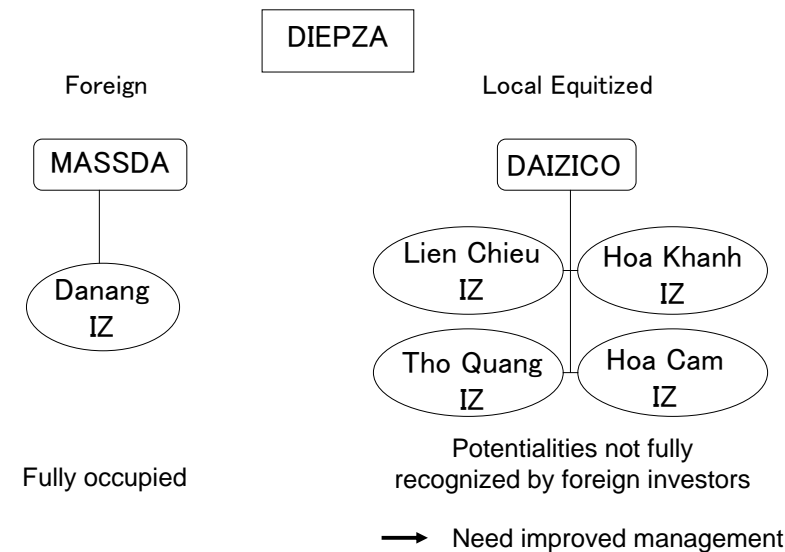 DIEPZA
Foreign
Local Equitized
MASSDA
DAIZICO
Danang
IZ
Lien Chieu
IZ
Hoa Khanh
IZ
Tho Quang
IZ
Hoa Cam
IZ
Fully occupied
Potentialities not fully
recognized by foreign investors
Need improved management